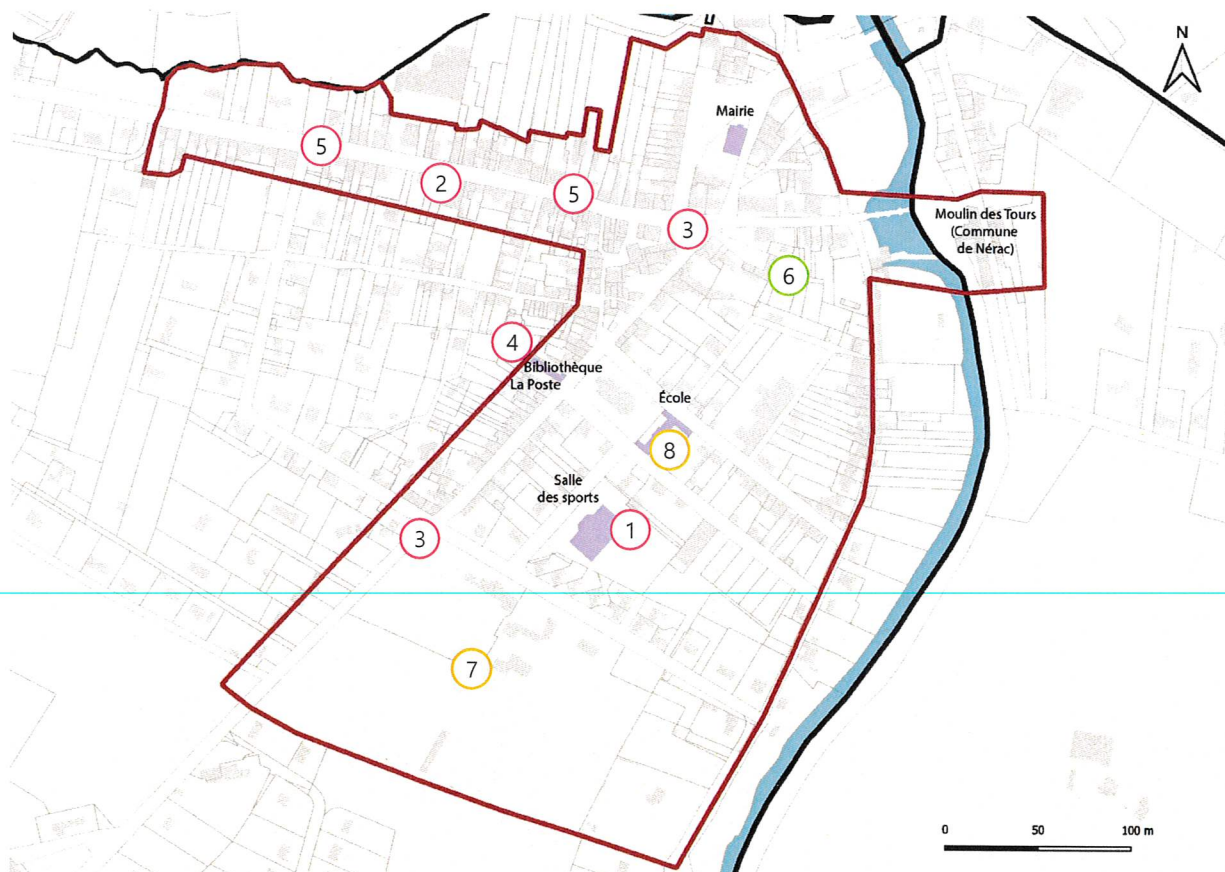 N
Mairie
5
2
5
3
Moulin des Tours
(Commune
de Nérac)
6
4
Bibliothèque
La Poste
École
8
Salle
des sports
1
3
7
0 50 100 m